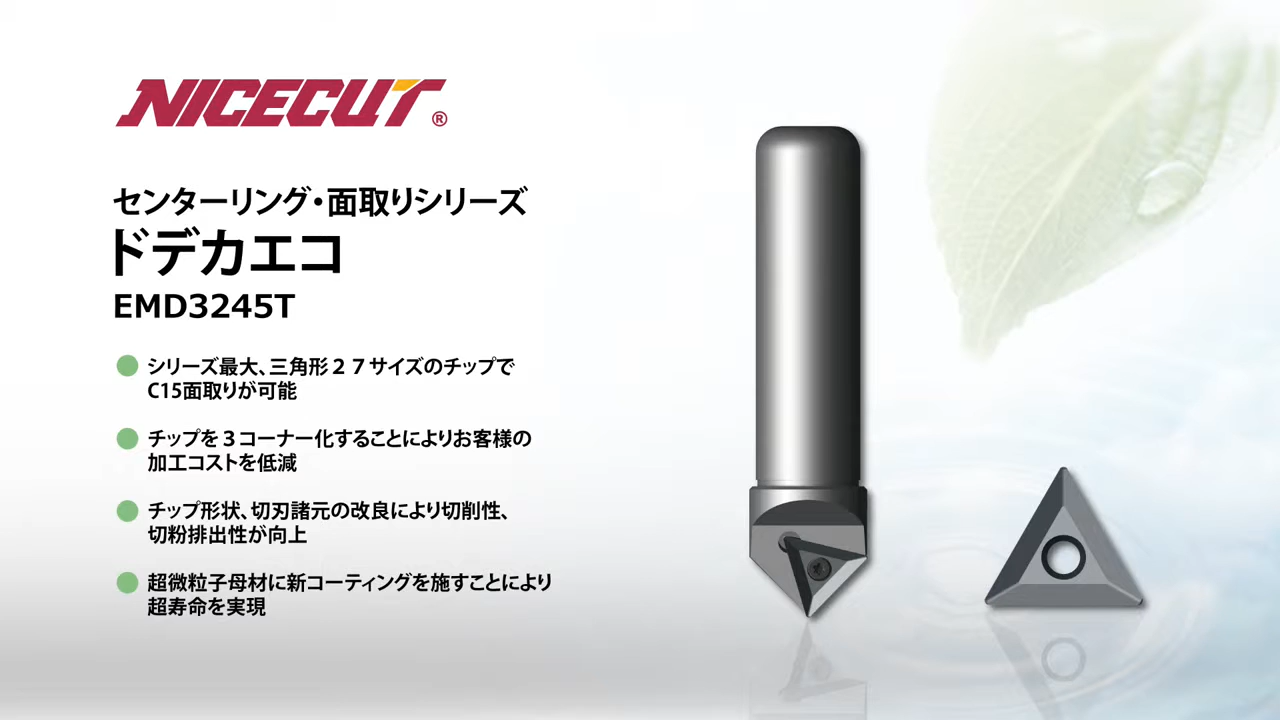 NICECUT®
センターリング・面取りシリーズ
ドデカエコ
EMD3245T
シリーズ最大、三角形２７サイズのチップで
C15面取りが可能
チップを３コーナー化することによりお客様の
加工コストを低減
チップ形状、切刃諸元の改良により切削性、
切粉排出性が向上
超微粒子母材に新コーティングを施すことにより
超寿命を実現